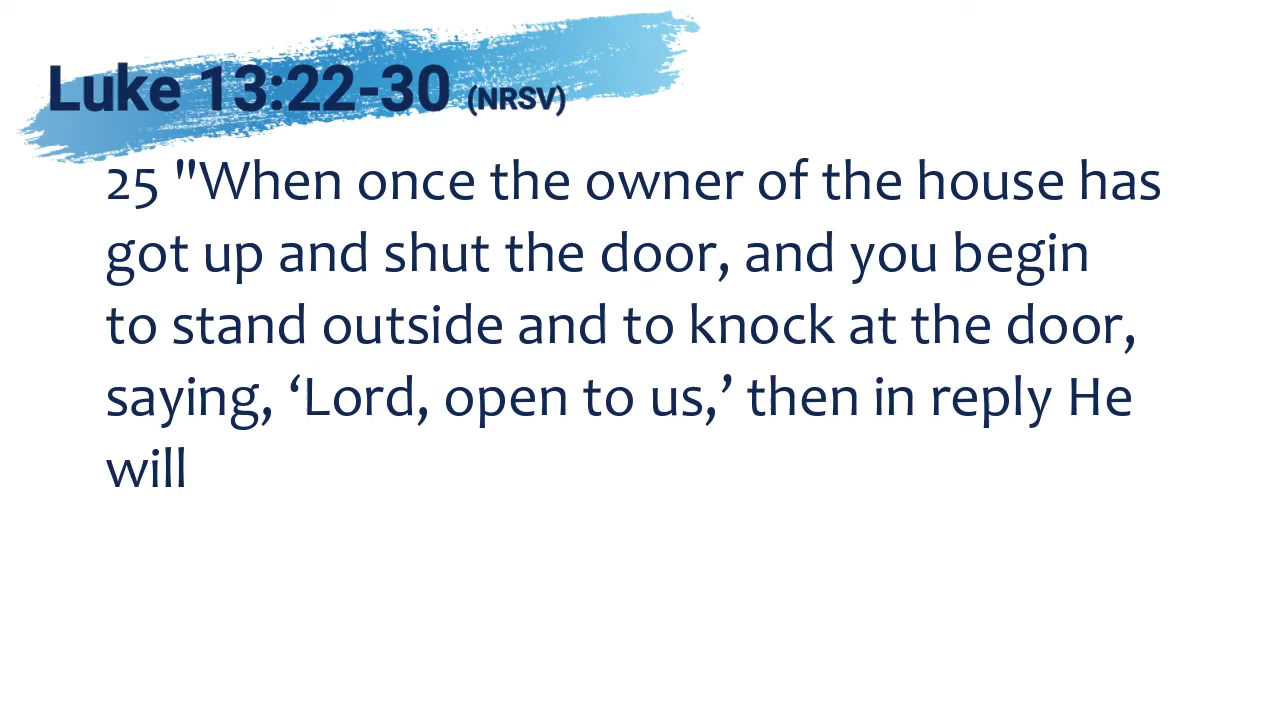 Luke 13:22-30 (NRSV)
25 "When once the owner of the house has
got up and shut the door, and you begin
to stand outside and to knock at the door,
saying, ‘Lord, open to us,’ then in reply He
will